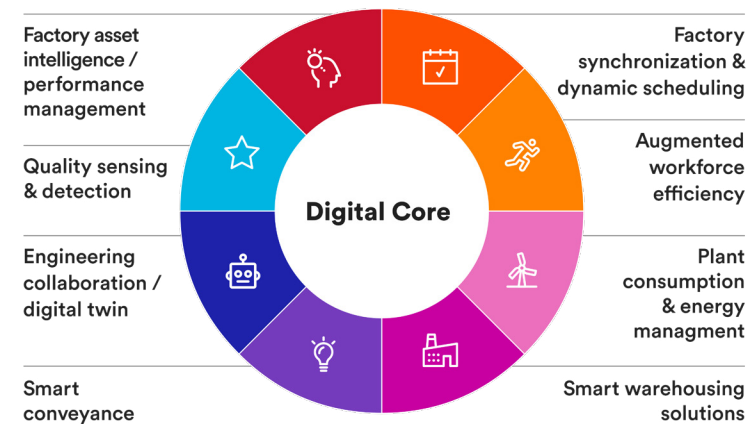 Factory asset
intelligence /
performance
management
Quality sensing
& detection
Engineering
collaboration /
digital twin
Smart
conveyance
Digital Core
Factory
synchronization &
dynamic scheduling
Augmented
workforce
efficiency
Plant
consumption
& energy
managment
Smart warehousing
solutions